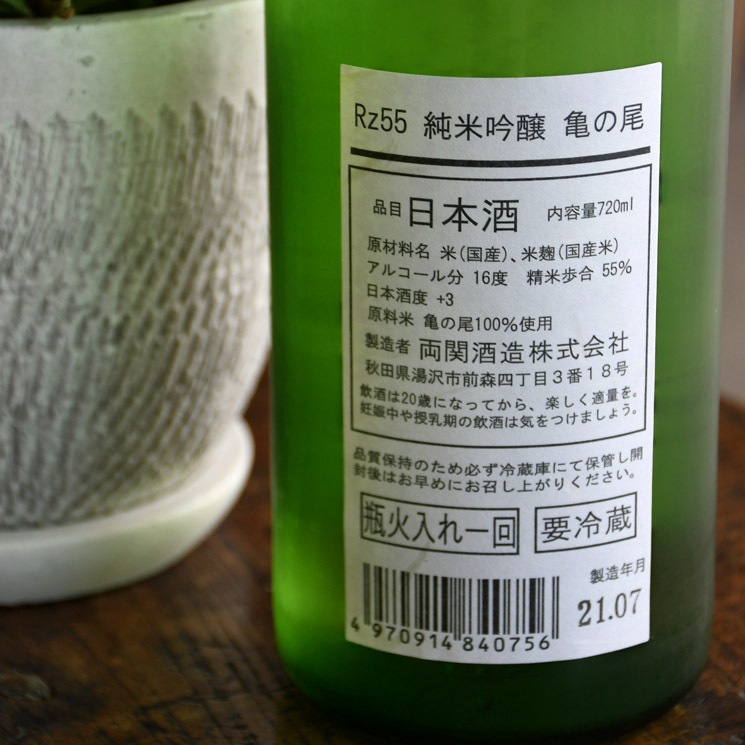 Rz55 純米吟醸 亀の尾
品目 日本酒 内容量720ml
原材料名 米(国産)、米麹(国産米)
アルコール分 16度 精米歩合 55%
日本酒度 +3
原料米 亀の尾100%使用
製造者 両関酒造株式会社
秋田県湯沢市前森四丁目3番18号
飲酒は20歳になってから、楽しく適量を。
妊娠中や授乳期の飲酒は気をつけましょう。
品質保持のため必ず冷蔵庫にて保管し開
封後はお早めにお召し上がりください。
瓶火入れ一回 要冷蔵
製造年月
21.07
4 970914 840756